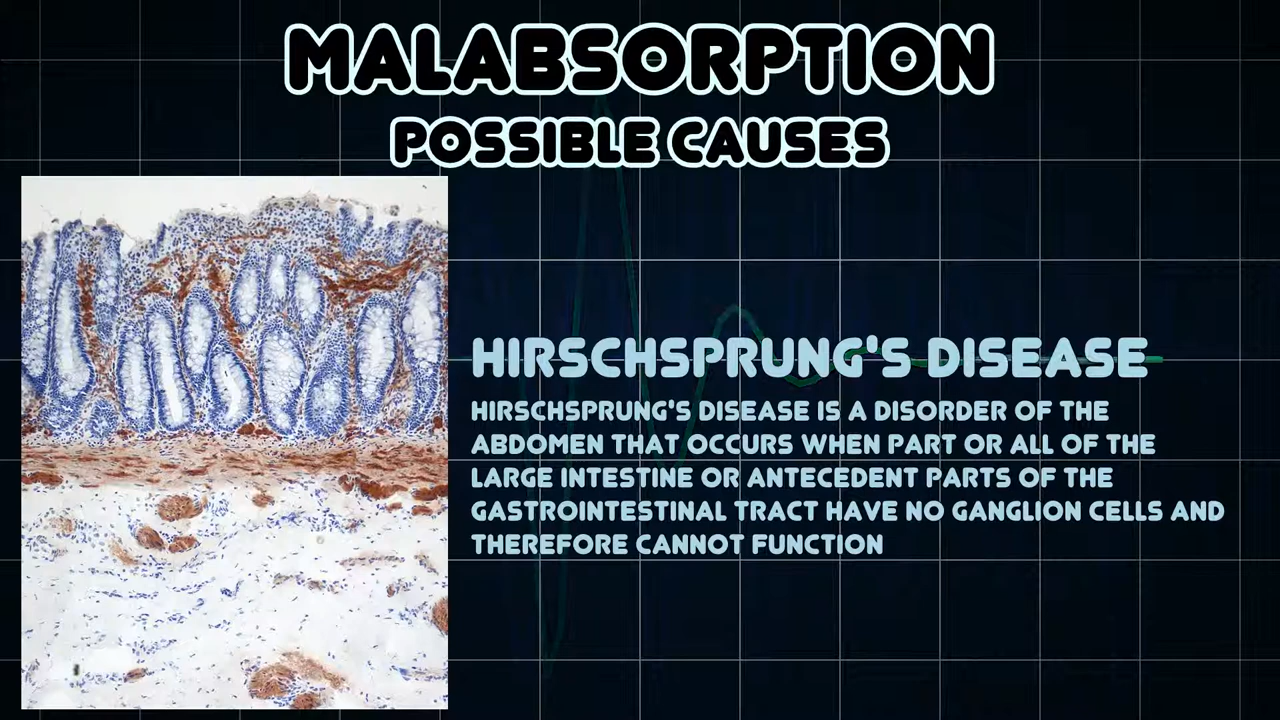 MALABSORPTION
POSSIBLE CAUSES
HIRSCHSPRUNG'S DISEASE
HIRSCHSPRUNG'S DISEASE IS A DISORDER OF THE
ABDOMEN THAT OCCURS WHEN PART OR ALL OF THE
LARGE INTESTINE OR ANTECEDENT PARTS OF THE
GASTROINTESTINAL TRACT HAVE NO GANGLION CELLS AND
THEREFORE CANNOT FUNCTION